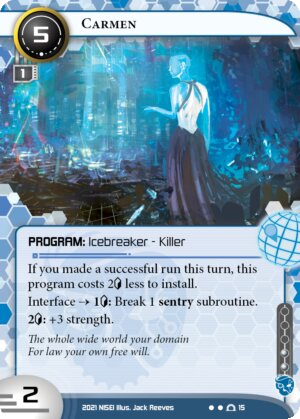 5
CARMEN
1
PROGRAM: Icebreaker - Killer
If you made a successful run this turn, this
program costs 2 less to install.
Interface → 1: Break 1 sentry subroutine.
2: +3 strength.
The whole wide world your domain
For law your own free will.
2
2021 NISEI Illus. Jack Reeves
15